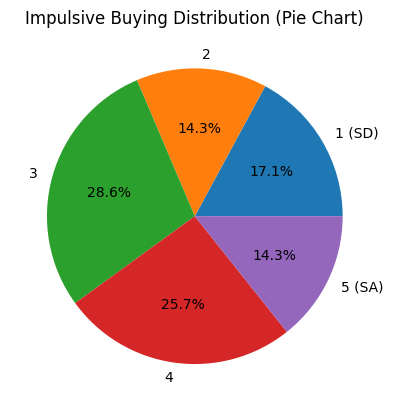 Impulsive Buying Distribution (Pie Chart)
2
1 (SD)
14.3%
17.1%
3
28.6%
14.3%
5 (SA)
25.7%
4